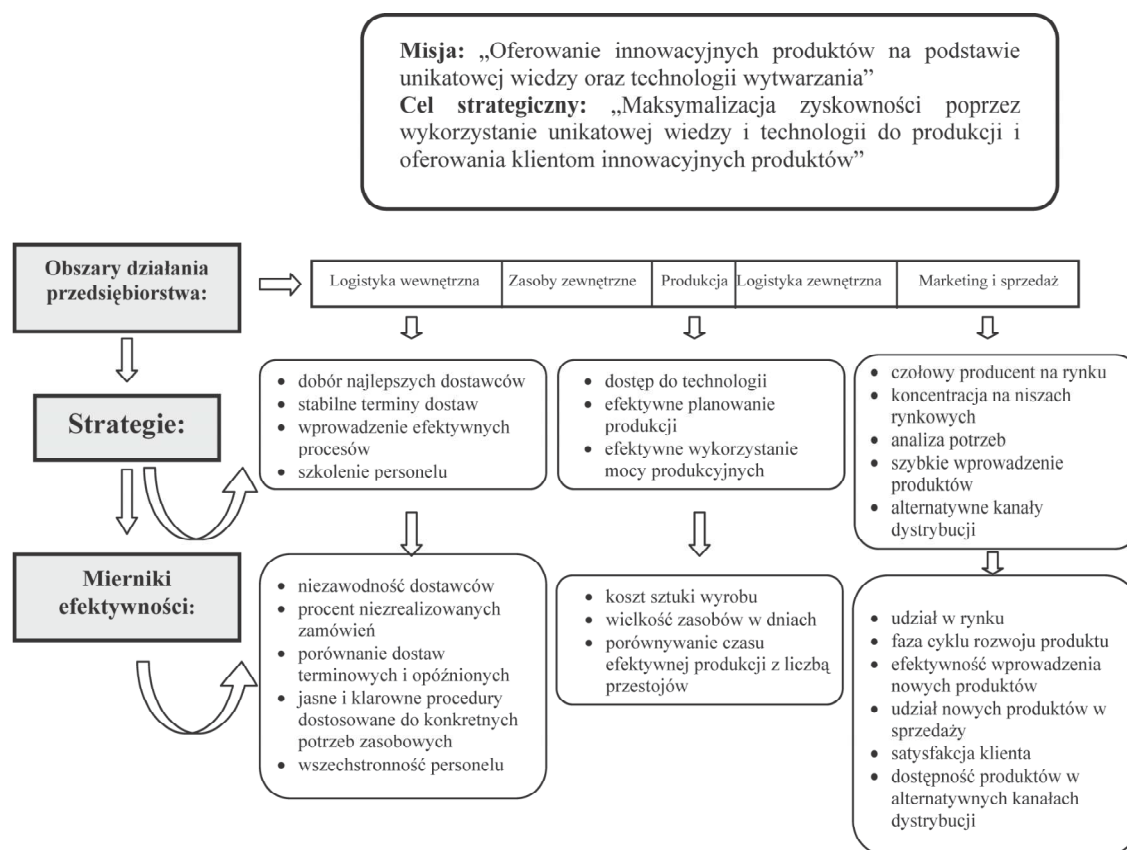 Misja: „Oferowanie innowacyjnych produktów na podstawie
unikatowej wiedzy oraz technologii wytwarzania”
Cel strategiczny: „Maksymalizacja zyskowności poprzez
wykorzystanie unikatowej wiedzy i technologii do produkcji i
oferowania klientom innowacyjnych produktów”
Obszary działania
przedsiębiorstwa:
Logistyka wewnętrzna
Zasoby zewnętrzne
Produkcja
Logistyka zewnętrzna
Marketing i sprzedaż
Strategie:
• dobór najlepszych dostawców
• stabilne terminy dostaw
• wprowadzenie efektywnych
procesów
• szkolenie personelu
• dostęp do technologii
• efektywne planowanie
produkcji
• efektywne wykorzystanie
mocy produkcyjnych
• czołowy producent na rynku
• koncentracja na niszach
rynkowych
• analiza potrzeb
• szybkie wprowadzenie
produktów
• alternatywne kanały
dystrybucji
Mierniki
efektywności:
• niezawodność dostawców
• procent niezrealizowanych
zamówień
• porównanie dostaw
terminowych i opóźnionych
• jasne i klarowne procedury
dostosowane do konkretnych
potrzeb zasobowych
• wszechstronność personelu
• koszt sztuki wyrobu
• wielkość zasobów w dniach
• porównywanie czasu
efektywnej produkcji z liczbą
przestojów
• udział w rynku
• faza cyklu rozwoju produktu
• efektywność wprowadzenia
nowych produktów
• udział nowych produktów w
sprzedaży
• satysfakcja klienta
• dostępność produktów w
alternatywnych kanałach
dystrybucji